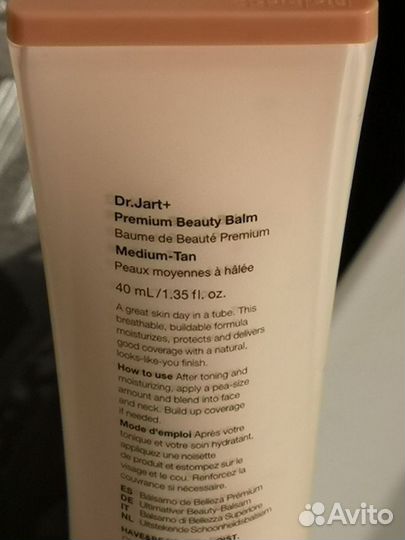 Dr.Jart+
Premium Beauty Balm
Baume de Beauté Premium
Medium-Tan
Peaux moyennes à hâlée
40 mL/1.35 fl. oz.
A great skin day in a tube. This
breathable, buildable formula
moisturizes, protects and delivers
good coverage with a natural,
looks-like-you finish.
How to use After toning and
moisturizing, apply a pea-size
amount and blend into face
and neck. Build up coverage
if needed.
Mode d'emploi Après votre
tonique et votre soin hydratant,
appliquez une noisette
de produit et estompez sur le
visage et le cou. Renforcez la
couvrance si nécessaire.
ES Bálsamo de Belleza Prémium
DE Ultimativer Beauty-Balsam
IT Balsamo di Bellezza Superiore
NL Uitstekende Schoonheidsbalsem
HAVE&BE
Avito